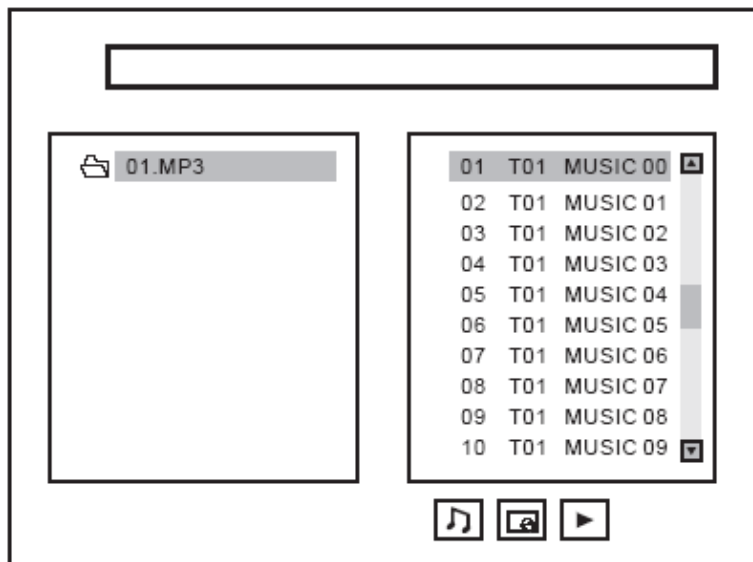 01.MP3
01 T01 MUSIC 00
02 T01 MUSIC 01
03 T01 MUSIC 02
04 T01 MUSIC 03
05 T01 MUSIC 04
06 T01 MUSIC 05
07 T01 MUSIC 06
08 T01 MUSIC 07
09 T01 MUSIC 08
10 T01 MUSIC 09